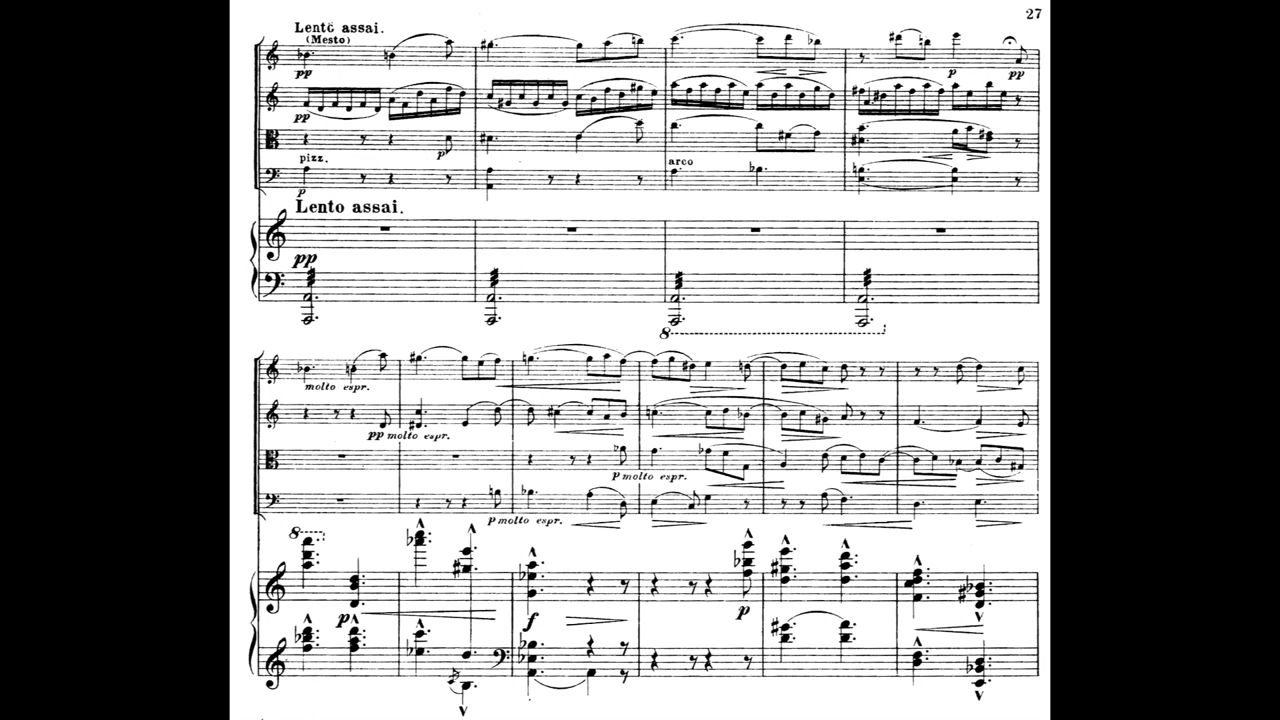 27
Lento assai.
(Mesto)
pp
p
pp
pp
p
pizz.
arco
p
Lento assai.
pp
8
molto espr.
pp molto espr.
p molto espr.
p molto espr.
8
p
f
p